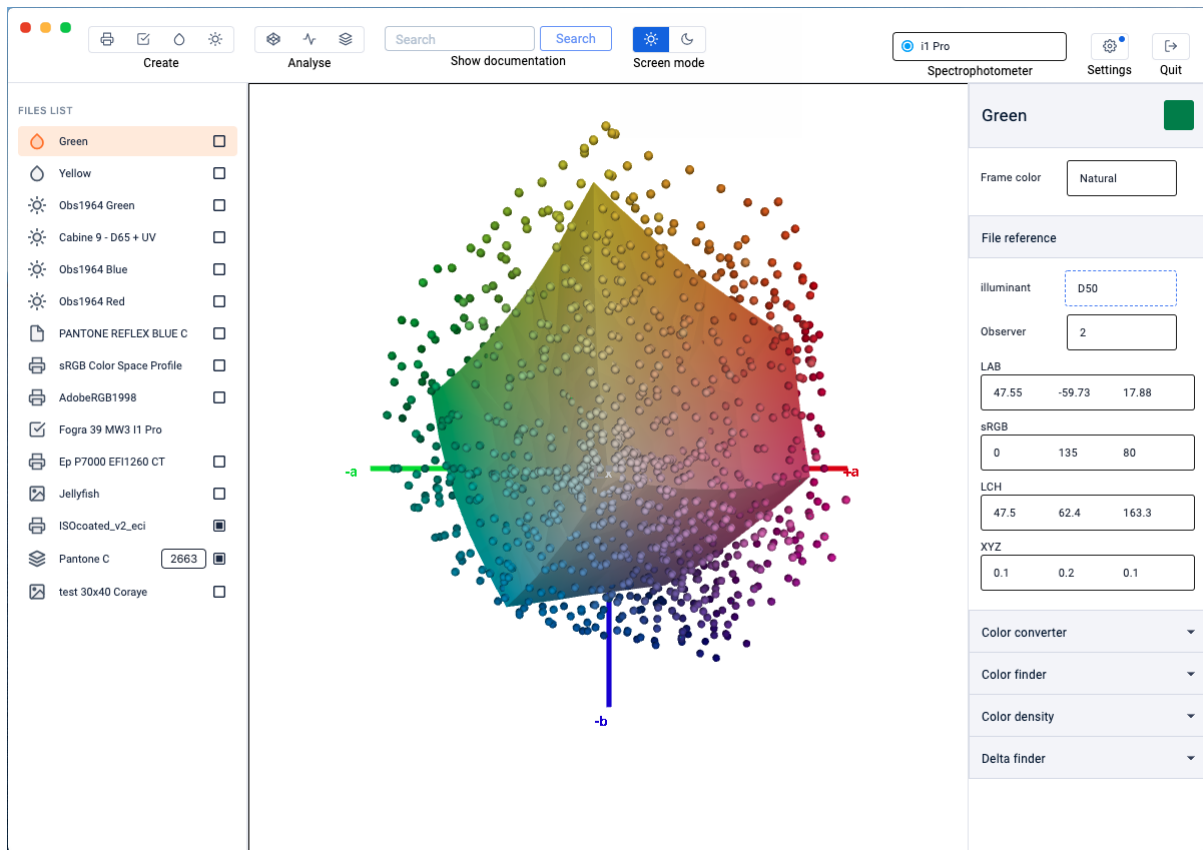 Search
Search
i1 Pro
Create
Analyse
Show documentation
Screen mode
Spectrophotometer
Settings
Quit
FILES LIST
Green
Yellow
Obs1964 Green
Cabine 9 - D65 + UV
Obs1964 Blue
Obs1964 Red
PANTONE REFLEX BLUE C
sRGB Color Space Profile
AdobeRGB1998
Fogra 39 MW3 I1 Pro
Ep P7000 EFI1260 CT
Jellyfish
ISOcoated_v2_eci
Pantone C 2663
test 30x40 Coraye
-a
+a
-b
Green
Frame color Natural
File reference
illuminant D50
Observer 2
LAB
47.55 -59.73 17.88
sRGB
0 135 80
LCH
47.5 62.4 163.3
XYZ
0.1 0.2 0.1
Color converter
Color finder
Color density
Delta finder